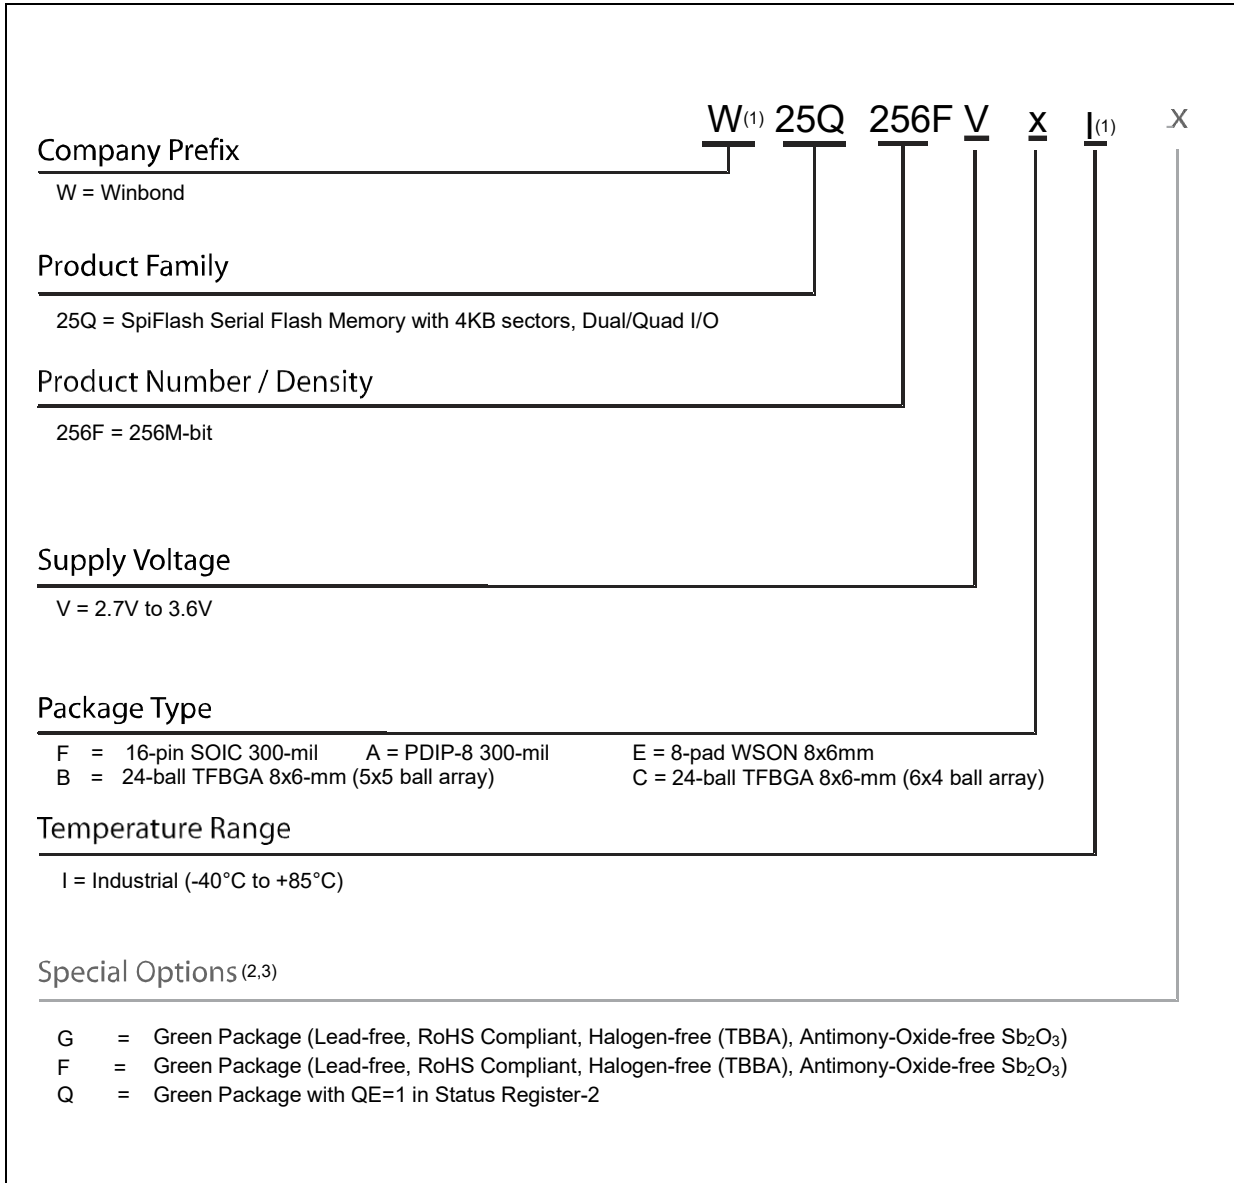 W(1) 25Q 256F V x I(1) x
Company Prefix
W = Winbond
Product Family
25Q = SpiFlash Serial Flash Memory with 4KB sectors, Dual/Quad I/O
Product Number / Density
256F = 256M-bit
Supply Voltage
V = 2.7V to 3.6V
Package Type
F = 16-pin SOIC 300-mil A = PDIP-8 300-mil E = 8-pad WSON 8x6mm
B = 24-ball TFBGA 8x6-mm (5x5 ball array) C = 24-ball TFBGA 8x6-mm (6x4 ball array)
Temperature Range
I = Industrial (-40°C to +85°C)
Special Options (2,3)
G = Green Package (Lead-free, RoHS Compliant, Halogen-free (TBBA), Antimony-Oxide-free Sb₂O₃)
F = Green Package (Lead-free, RoHS Compliant, Halogen-free (TBBA), Antimony-Oxide-free Sb₂O₃)
Q = Green Package with QE=1 in Status Register-2